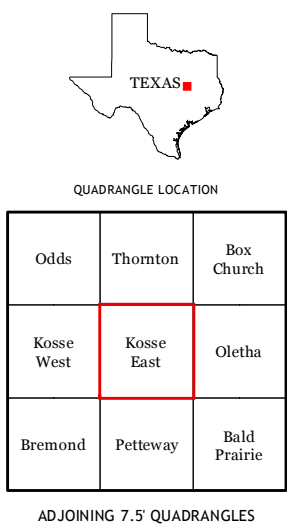 TEXAS
QUADRANGLE LOCATION
Odds
Thornton
Box
Church
Kosse
West
Kosse
East
Oletha
Bremond
Petteway
Bald
Prairie
ADJOINING 7.5' QUADRANGLES